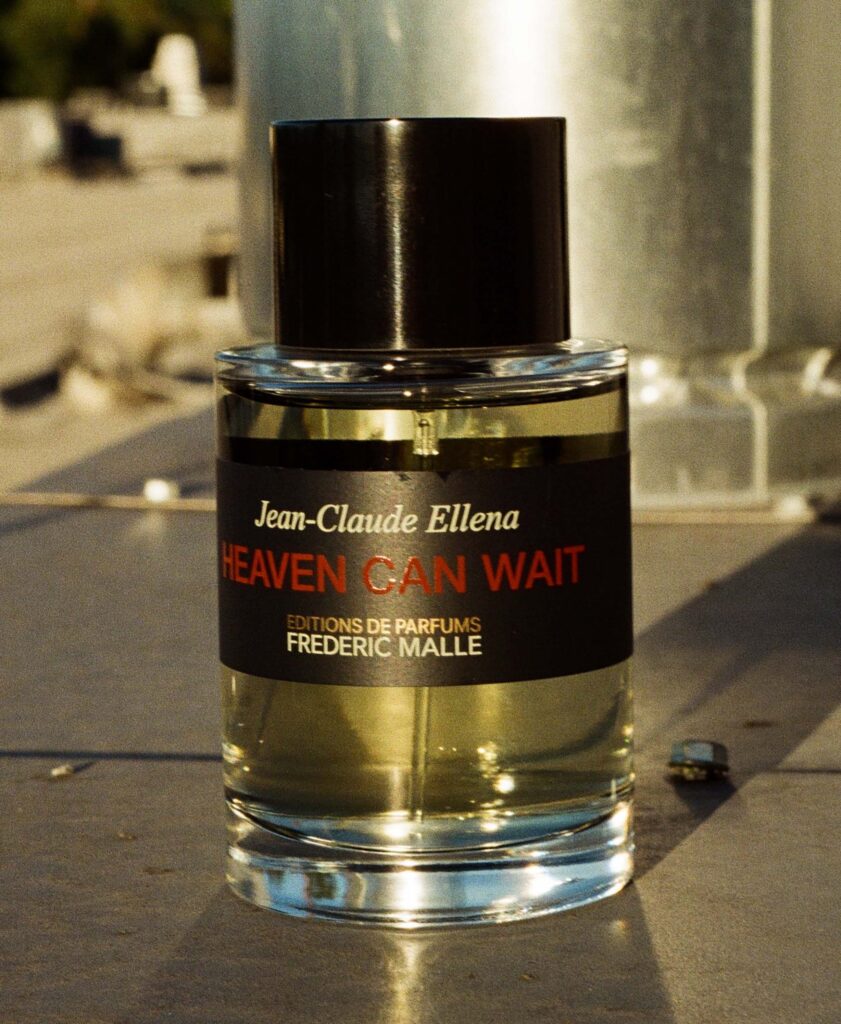 Jean-Claude Ellena
HEAVEN CAN WAIT
EDITIONS DE PARFUMS
FREDERIC MALLE